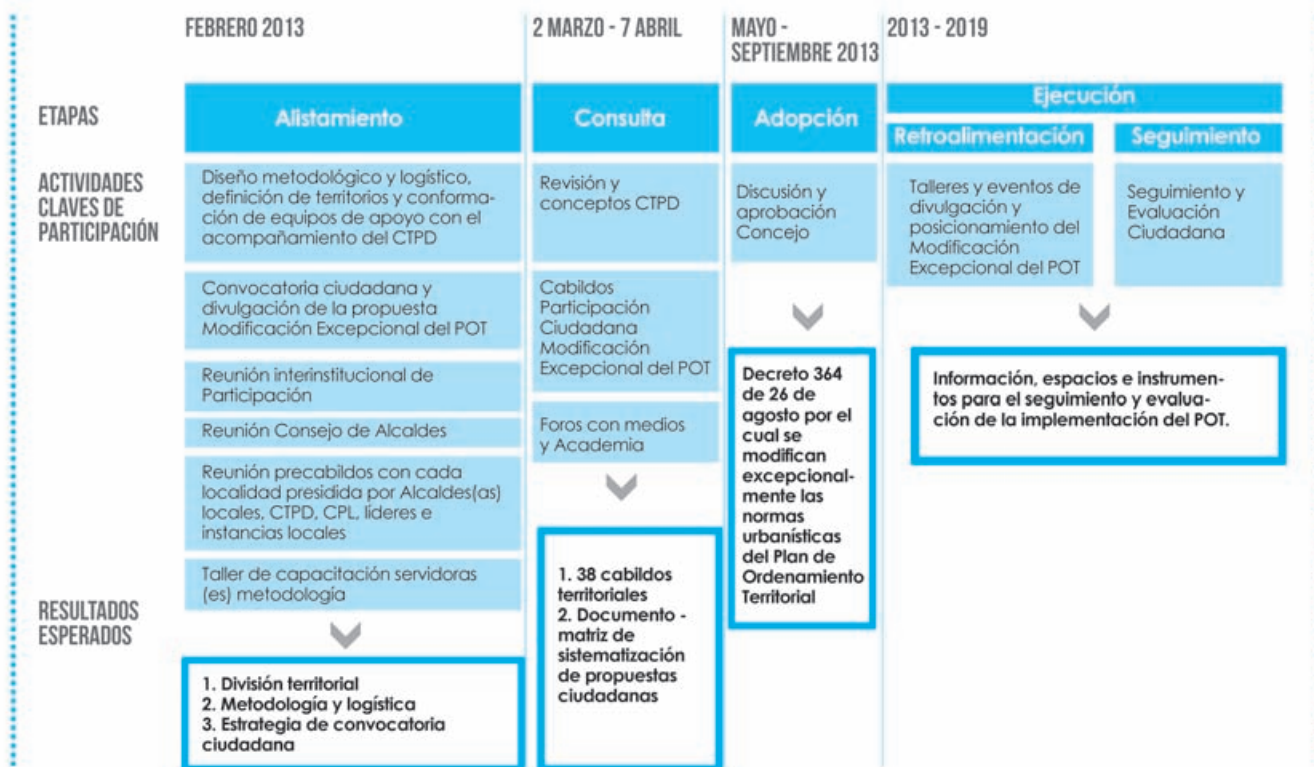 FEBRERO 2013
2 MARZO - 7 ABRIL
MAYO -
SEPTIEMBRE 2013
2013 - 2019
ETAPAS
Alistamiento
Consulta
Adopción
Ejecución
Retroalimentación
Seguimiento
ACTIVIDADES
CLAVES DE
PARTICIPACIÓN
Diseño metodológico y logístico,
definición de territorios y conforma-
ción de equipos de apoyo con el
acompañamiento del CTPD
Convocatoria ciudadana y
divulgación de la propuesta
Modificación Excepcional del POT
Reunión interinstitucional de
Participación
Reunión Consejo de Alcaldes
Reunión precabildos con cada
localidad presidida por Alcaldes(as)
locales, CTPD, CPL, líderes e
instancias locales
Taller de capacitación servidoras
(es) metodología
Revisión y
conceptos CTPD
Cabildos
Participación
Ciudadana
Modificación
Excepcional del POT
Foros con medios
y Academia
Discusión y
aprobación
Concejo
Talleres y eventos de
divulgación y
posicionamiento del
Modificación
Excepcional del POT
Seguimiento y
Evaluación
Ciudadana
RESULTADOS
ESPERADOS
1. División territorial
2. Metodología y logística
3. Estrategia de convocatoria
ciudadana
1. 38 cabildos
territoriales
2. Documento -
matriz de
sistematización
de propuestas
ciudadanas
Decreto 364
de 26 de
agosto por el
cual se
modifican
excepcional-
mente las
normas
urbanísticas
del Plan de
Ordenamiento
Territorial
Información, espacios e instrumen-
tos para el seguimiento y evalua-
ción de la implementación del POT.